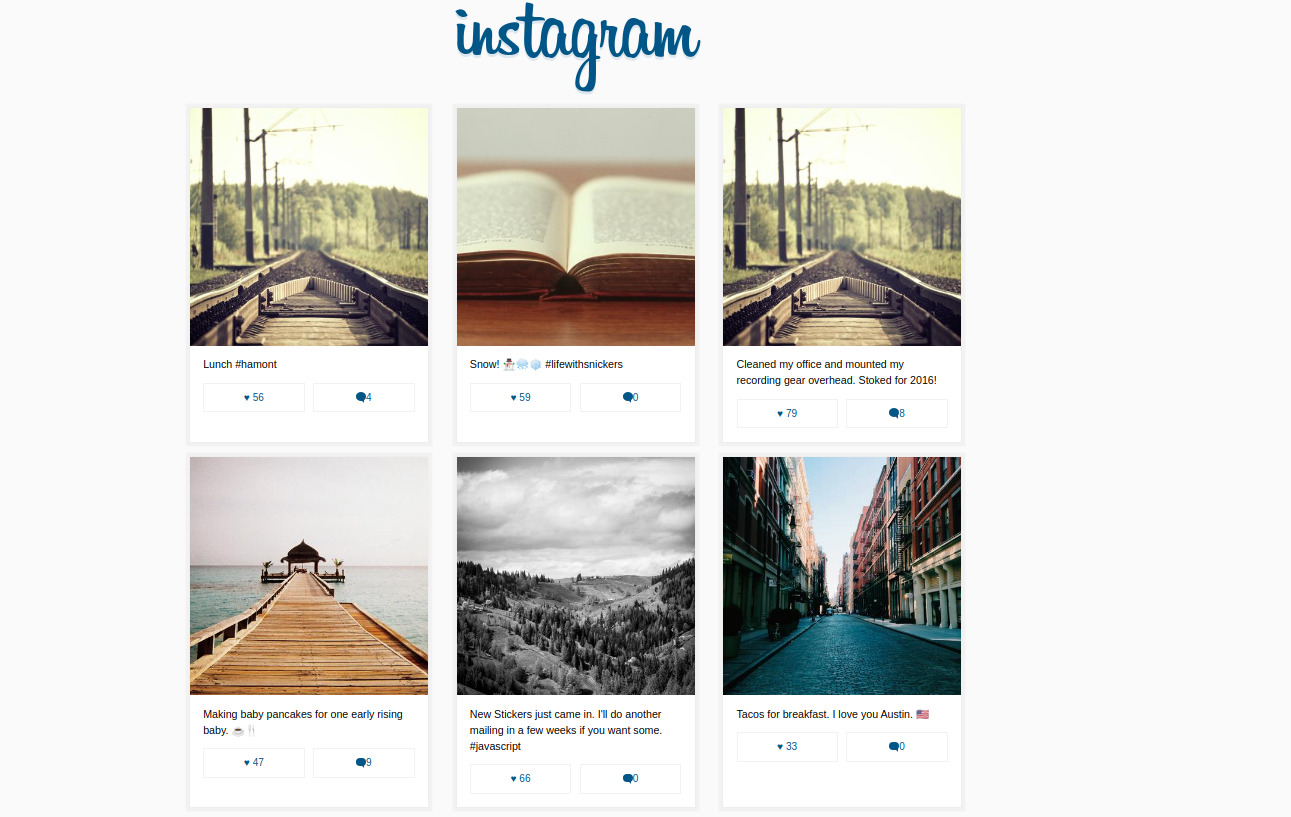 instagram
Lunch #hamont
♥ 56
4
Snow! ⛄❄️❄️ #lifewithsnickers
♥ 59
0
Cleaned my office and mounted my
recording gear overhead. Stoked for 2016!
♥ 79
8
Making baby pancakes for one early rising
baby. ☕🍴
♥ 47
9
New Stickers just came in. I'll do another
mailing in a few weeks if you want some.
#javascript
♥ 66
0
Tacos for breakfast. I love you Austin. 🇺🇸
♥ 33
0